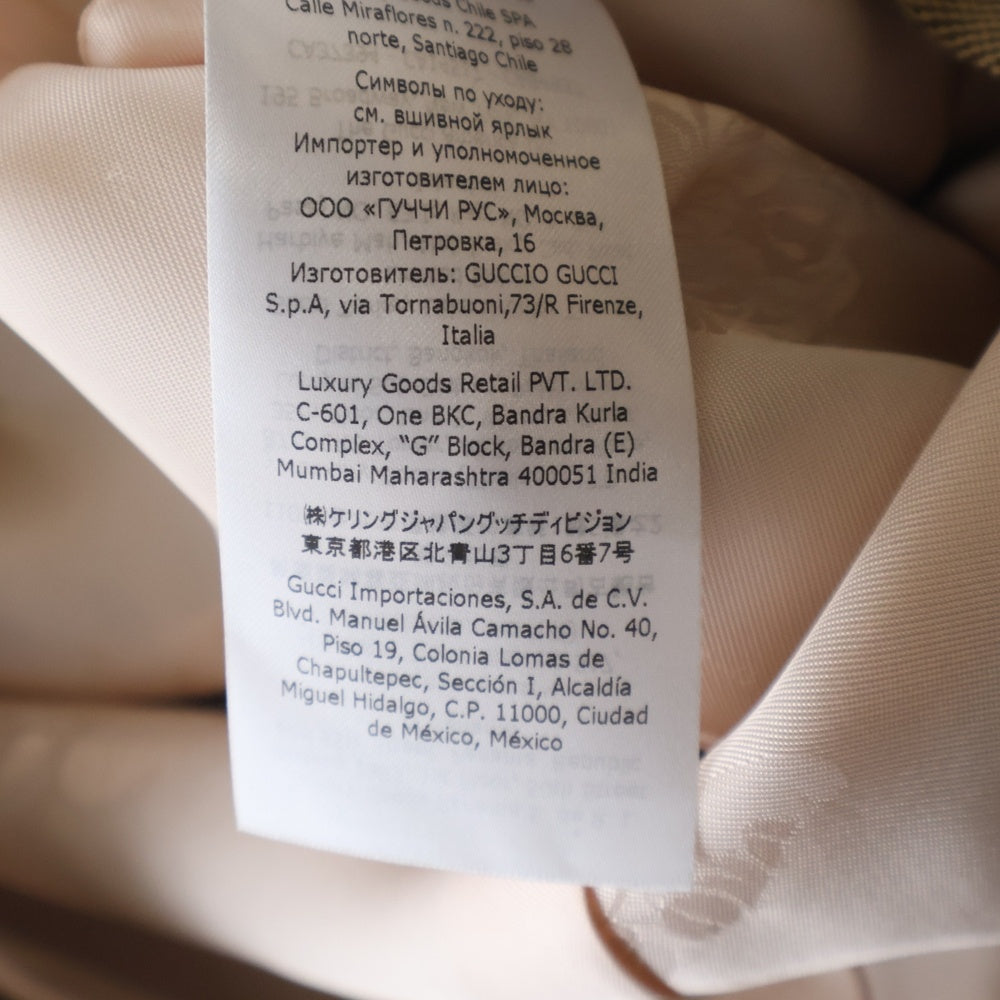 Goods Chile SPA
Calle Miraflores n. 222, piso 28
norte, Santiago Chile
Символы по уходу:
см. вшивной ярлык
Импортер и уполномоченное
изготовителем лицо:
ООО «ГУЧЧИ РУС», Москва,
Петровка, 16
Изготовитель: GUCCIO GUCCI
S.p.A, via Tornabuoni,73/R Firenze,
Italia
Luxury Goods Retail PVT. LTD.
C-601, One BKC, Bandra Kurla
Complex, “G” Block, Bandra (E)
Mumbai Maharashtra 400051 India
㈱ケリングジャパングッチディビジョン
東京都港区北青山3丁目6番7号
Gucci Importaciones, S.A. de C.V.
Blvd. Manuel Ávila Camacho No. 40,
Piso 19, Colonia Lomas de
Chapultepec, Sección I, Alcaldía
Miguel Hidalgo, C.P. 11000, Ciudad
de México, México